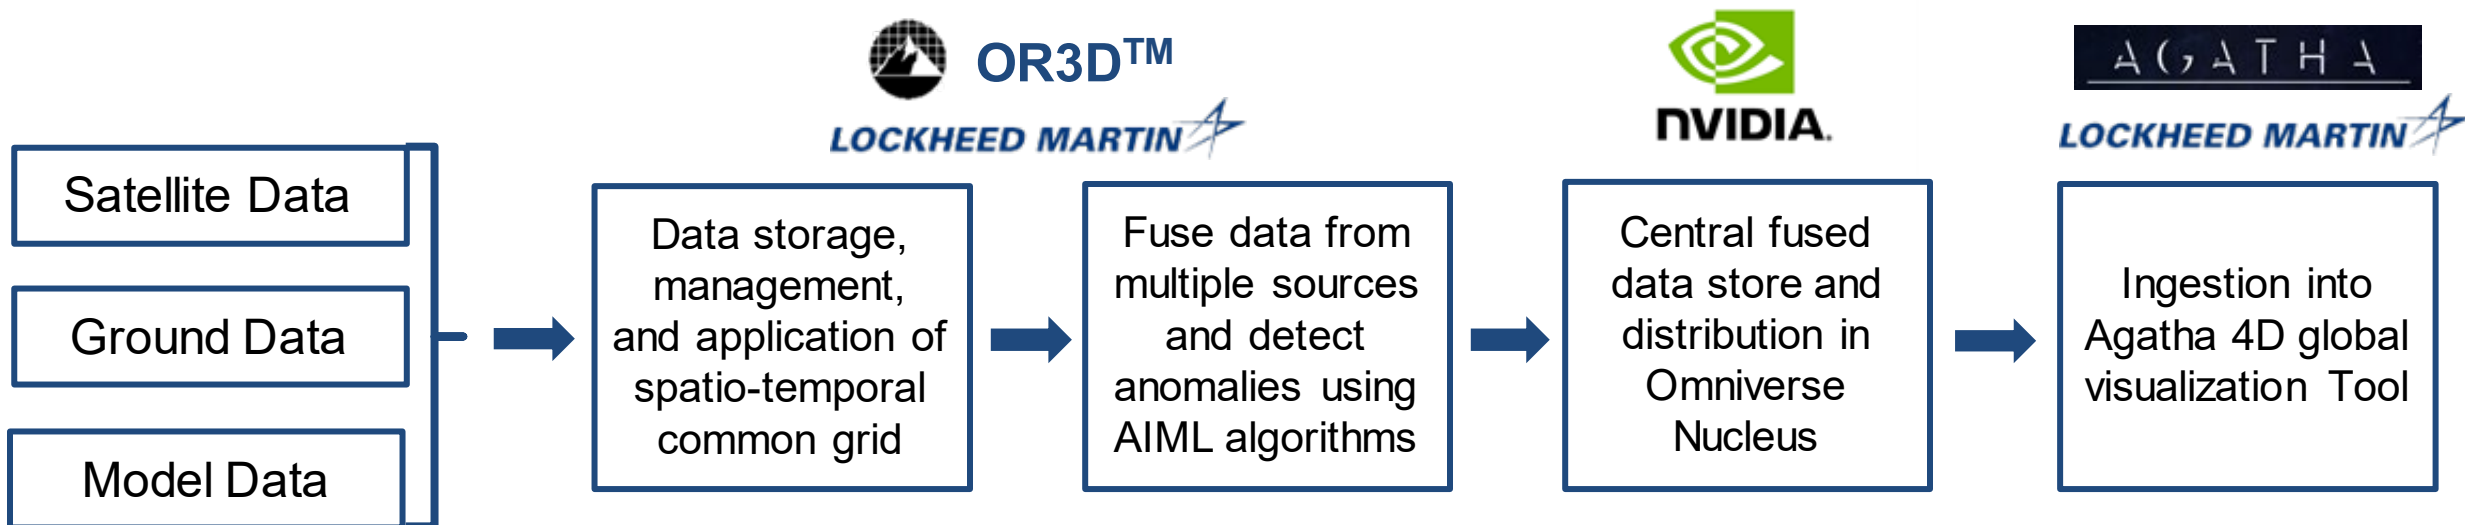 OR3D™
LOCKHEED MARTIN
NVIDIA.
AGATHA
LOCKHEED MARTIN
Satellite Data
Ground Data
Model Data
Data storage,
management,
and application of
spatio-temporal
common grid
Fuse data from
multiple sources
and detect
anomalies using
AIML algorithms
Central fused
data store and
distribution in
Omniverse
Nucleus
Ingestion into
Agatha 4D global
visualization Tool